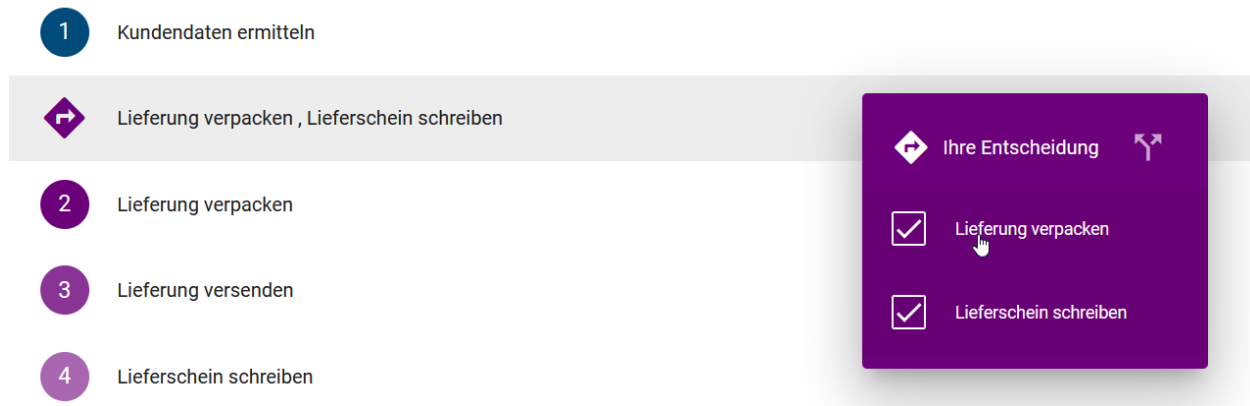 1 Kundendaten ermitteln
Lieferung verpacken , Lieferschein schreiben
Ihre Entscheidung
2 Lieferung verpacken
Lieferung verpacken
3 Lieferung versenden
Lieferschein schreiben
4 Lieferschein schreiben